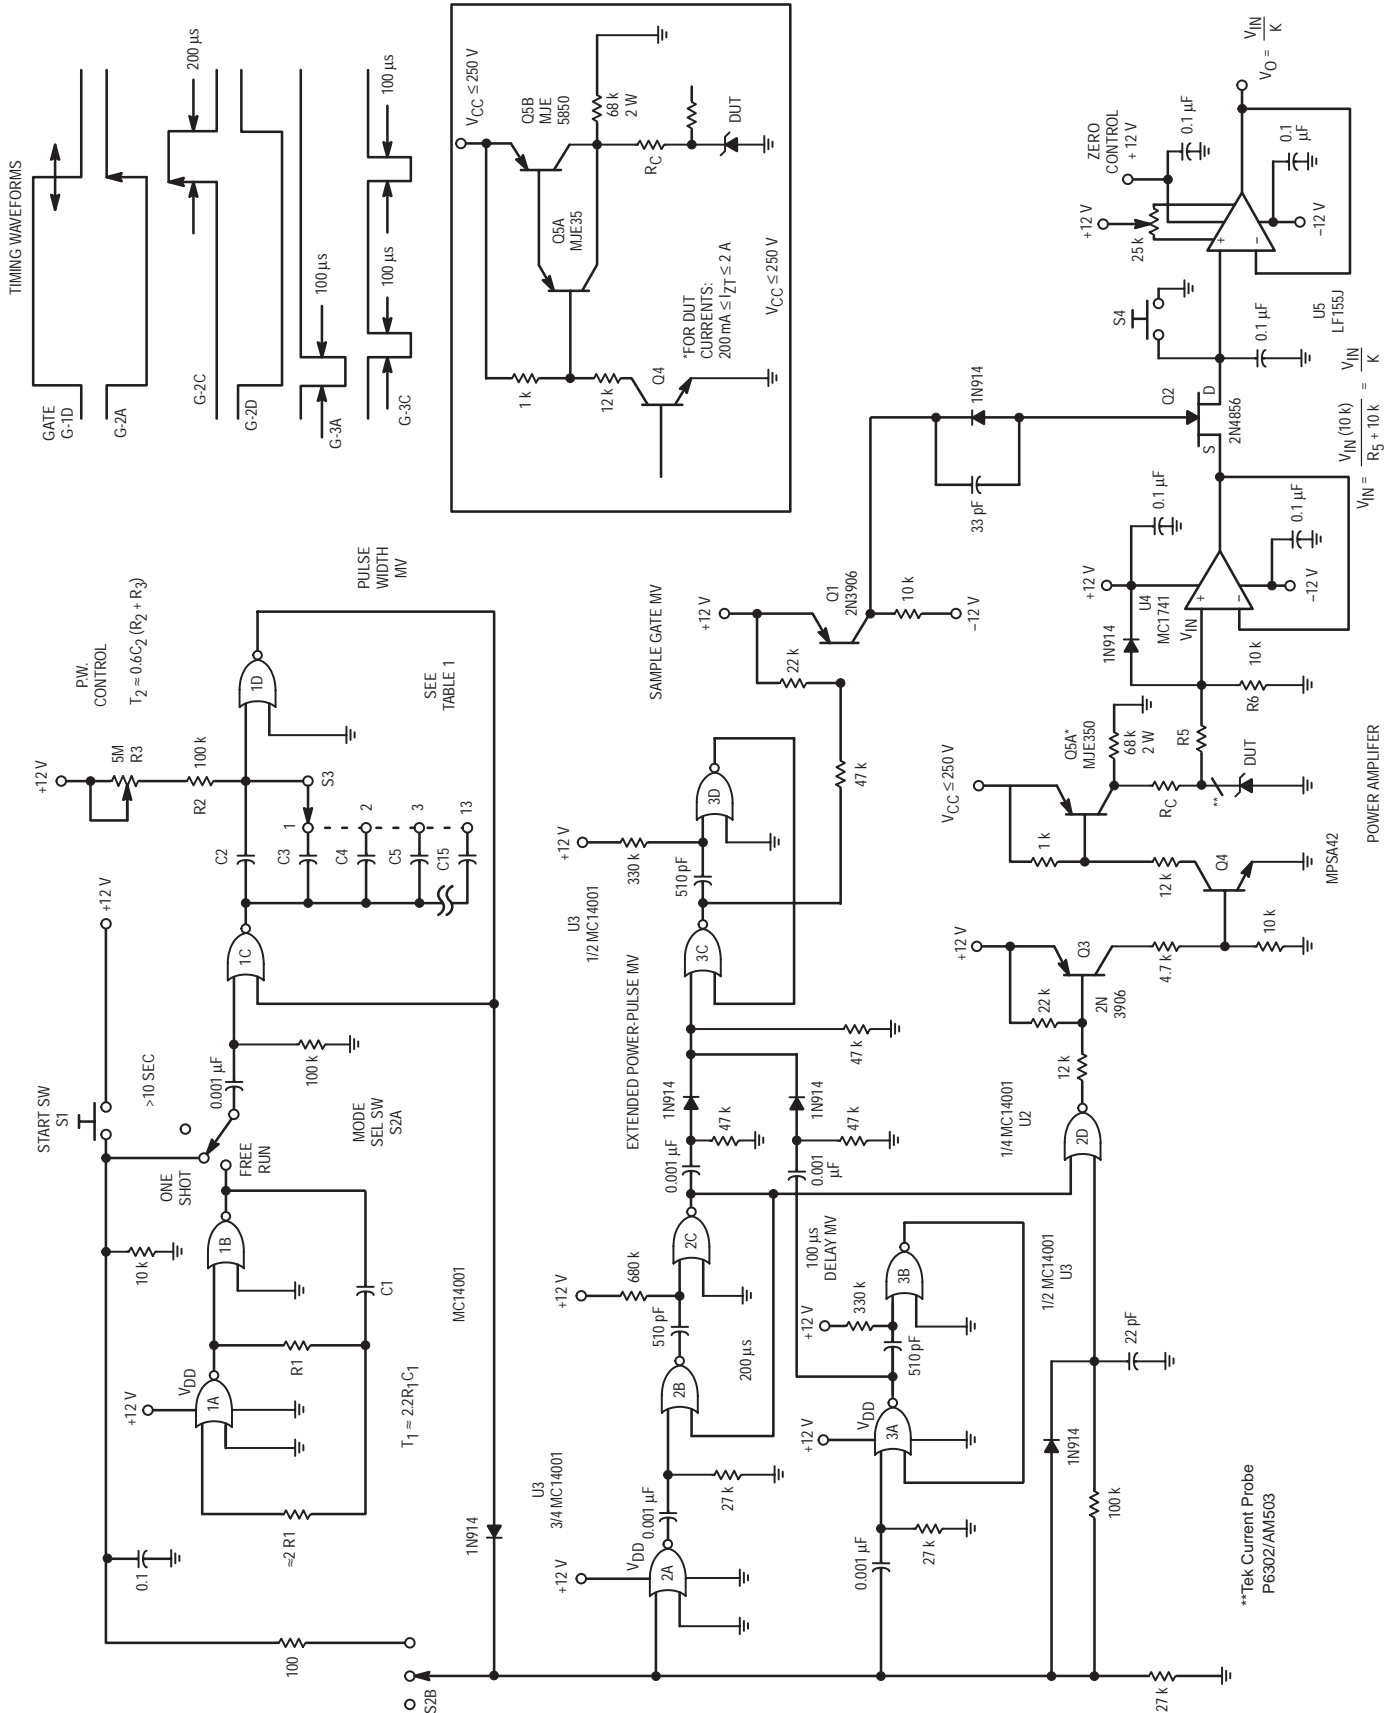 TIMING WAVEFORMS
GATE
G-1D
G-2A
G-2C
200 µs
G-2D
G-3A
100 µs
G-3C
100 µs
100 µs
VCC ≤ 250 V
Q5B
MJE
5850
Q5A
MJE35
68 k
2 W
RC
DUT
1 k
12 k
Q4
*FOR DUT
CURRENTS:
200 mA ≤ IZT ≤ 2 A
VCC ≤ 250 V
P.W.
CONTROL
T2 ≈ 0.6C2 (R2 + R3)
+12 V
5M
R3
100 k
R2
S3
1
2
3
13
C2
C3
C4
C5
C15
1C
1D
PULSE
WIDTH
MV
SEE
TABLE 1
START SW
S1
+12 V
>10 SEC
ONE
SHOT
FREE
RUN
MODE
SEL SW
S2A
0.001 µF
100 k
10 k
0.1
+12 V
VDD
1A
1B
R1
≈2 R1
C1
T1 ≈ 2.2R1C1
MC14001
100
S2B
1N914
U3
3/4 MC14001
+12 V
VDD
2A
0.001 µF
27 k
2B
200 µs
510 pF
+12 V
680 k
2C
EXTENDED POWER-PULSE MV
0.001 µF
1N914
47 k
0.001
µF
1N914
47 k
47 k
U3
1/2 MC14001
3C
510 pF
+12 V
330 k
3D
SAMPLE GATE MV
47 k
22 k
+12 V
Q1
2N3906
10 k
−12 V
33 pF
1N914
0.001 µF
27 k
+12 V
VDD
3A
510 pF
+12 V
330 k
3B
100 µs
DELAY MV
1/2 MC14001
U3
1N914
100 k
22 pF
27 k
1/4 MC14001
U2
2D
12 k
22 k
+12 V
2N
3906
Q3
4.7 k
10 k
Q4
MPSA42
12 k
1 k
VCC ≤ 250 V
Q5A*
MJE350
68 k
2 W
RC
**
DUT
POWER AMPLIFER
R5
R6
10 k
1N914
+12 V
0.1 µF
U4
MC1741
VIN
+
−
−12 V
0.1 µF
Q2
2N4856
S
D
S4
0.1 µF
U5
LF155J
+
−
25 k
+12 V
ZERO
CONTROL
+ 12 V
0.1 µF
0.1
µF
−12 V
VO = VIN / K
VIN = VIN (10 k) / R5 + 10 k = VIN / K
**Tek Current Probe
P6302/AM503